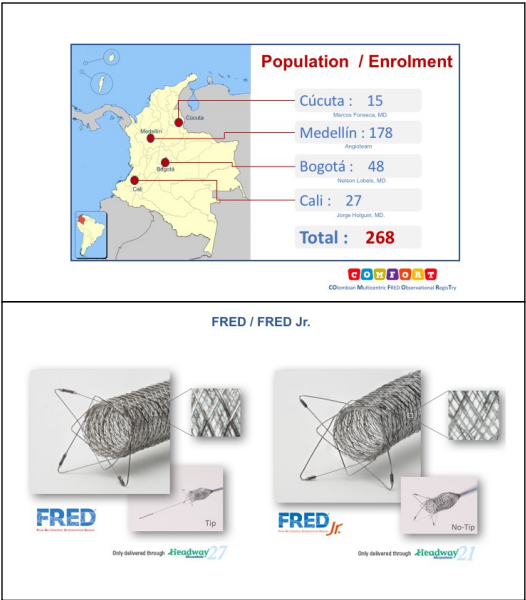 Population / Enrolment
Cúcuta : 15
Marcos Fonseca, MD.
Medellín : 178
Angioteam
Bogotá : 48
Nelson Lobelo, MD.
Cali : 27
Jorge Holguin, MD.
Total : 268
Cúcuta
Medellín
Bogotá
Cali
COMFORT
COlombian Multicentric FRED Observational RegisTry
FRED / FRED Jr.
FRED
Tip
Only delivered through Headway 27
FRED Jr.
No-Tip
Only delivered through Headway 21